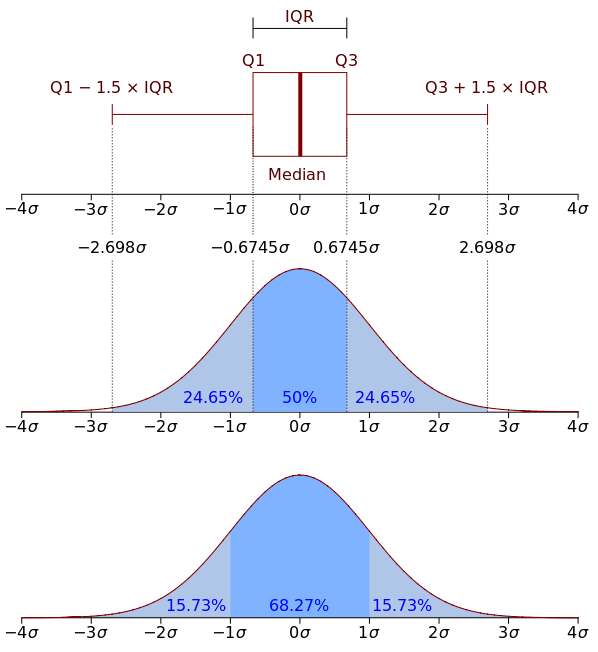 IQR
Q1 Q3
Q1 − 1.5 × IQR Q3 + 1.5 × IQR
Median
−4σ −3σ −2σ −1σ 0σ 1σ 2σ 3σ 4σ
−2.698σ −0.6745σ 0.6745σ 2.698σ
24.65% 50% 24.65%
−4σ −3σ −2σ −1σ 0σ 1σ 2σ 3σ 4σ
15.73% 68.27% 15.73%
−4σ −3σ −2σ −1σ 0σ 1σ 2σ 3σ 4σ